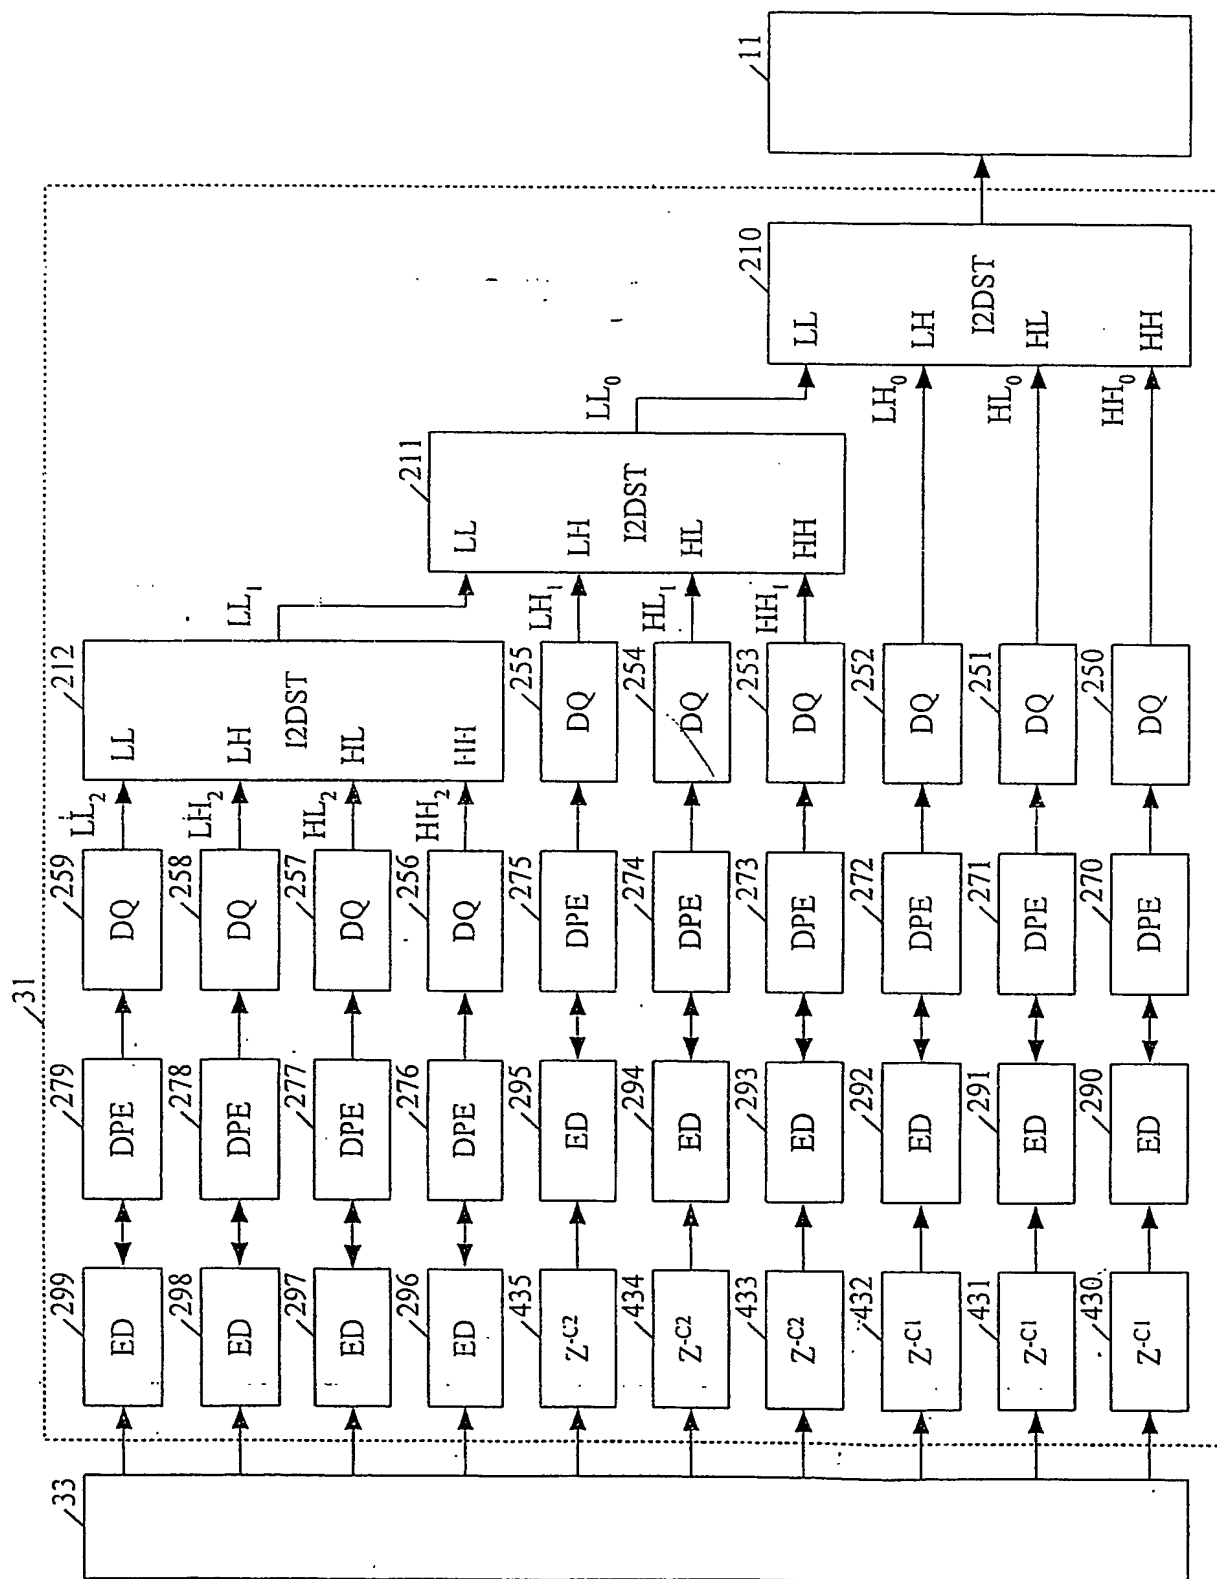 31
33
299
ED
279
DPE
259
DQ
LL₂
298
ED
278
DPE
258
DQ
LH₂
297
ED
277
DPE
257
DQ
HL₂
296
ED
276
DPE
256
DQ
HH₂
212
LL
LH
I2DST
HL
HH
LL₁
435
Z⁻ᶜ²
295
ED
275
DPE
255
DQ
LH₁
434
Z⁻ᶜ²
294
ED
274
DPE
254
DQ
HL₁
433
Z⁻ᶜ²
293
ED
273
DPE
253
DQ
HH₁
211
LL
LH
I2DST
HL
HH
LL₀
432
Z⁻ᶜ¹
292
ED
272
DPE
252
DQ
LH₀
431
Z⁻ᶜ¹
291
ED
271
DPE
251
DQ
HL₀
430
Z⁻ᶜ¹
290
ED
270
DPE
250
DQ
HH₀
210
LL
LH
I2DST
HL
HH
11